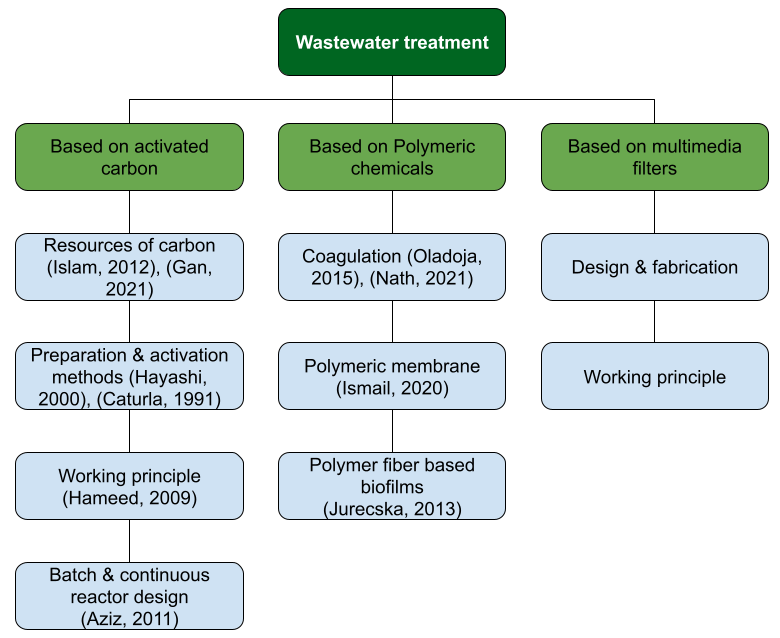 Wastewater treatment
Based on activated
carbon
Based on Polymeric
chemicals
Based on multimedia
filters
Resources of carbon
(Islam, 2012), (Gan,
2021)
Coagulation (Oladoja,
2015), (Nath, 2021)
Design & fabrication
Preparation & activation
methods (Hayashi,
2000), (Caturla, 1991)
Polymeric membrane
(Ismail, 2020)
Working principle
Working principle
(Hameed, 2009)
Polymer fiber based
biofilms
(Jurecska, 2013)
Batch & continuous
reactor design
(Aziz, 2011)